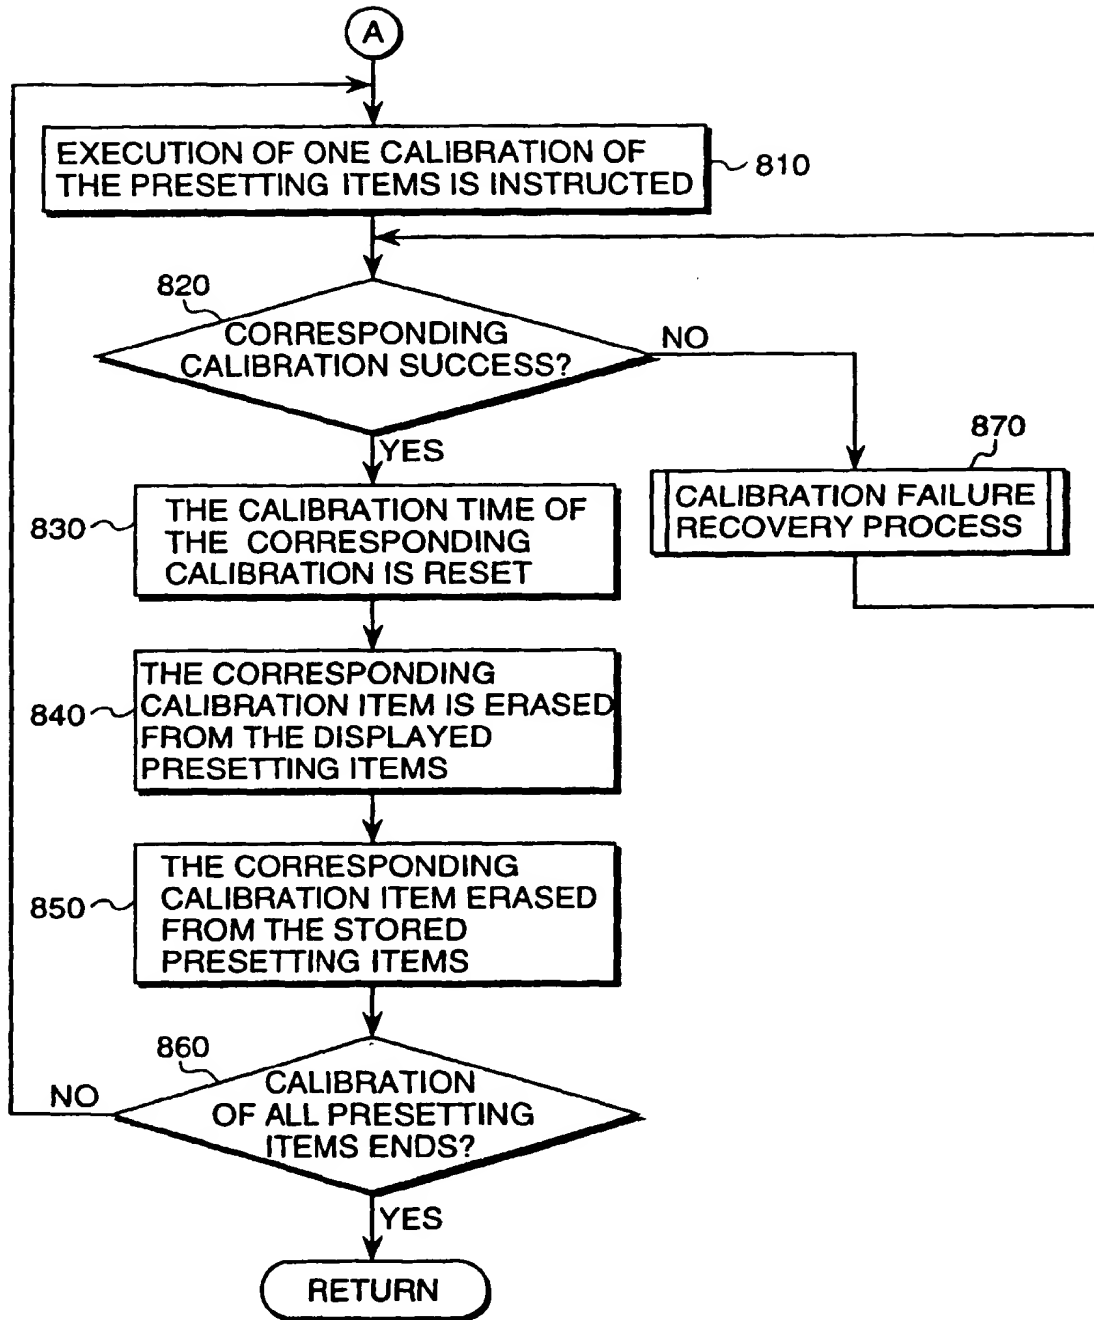 A
EXECUTION OF ONE CALIBRATION OF
THE PRESETTING ITEMS IS INSTRUCTED
810
820
CORRESPONDING
CALIBRATION SUCCESS?
NO
YES
870
CALIBRATION FAILURE
RECOVERY PROCESS
830
THE CALIBRATION TIME OF
THE CORRESPONDING
CALIBRATION IS RESET
840
THE CORRESPONDING
CALIBRATION ITEM IS ERASED
FROM THE DISPLAYED
PRESETTING ITEMS
850
THE CORRESPONDING
CALIBRATION ITEM ERASED
FROM THE STORED
PRESETTING ITEMS
860
CALIBRATION
OF ALL PRESETTING
ITEMS ENDS?
NO
YES
RETURN